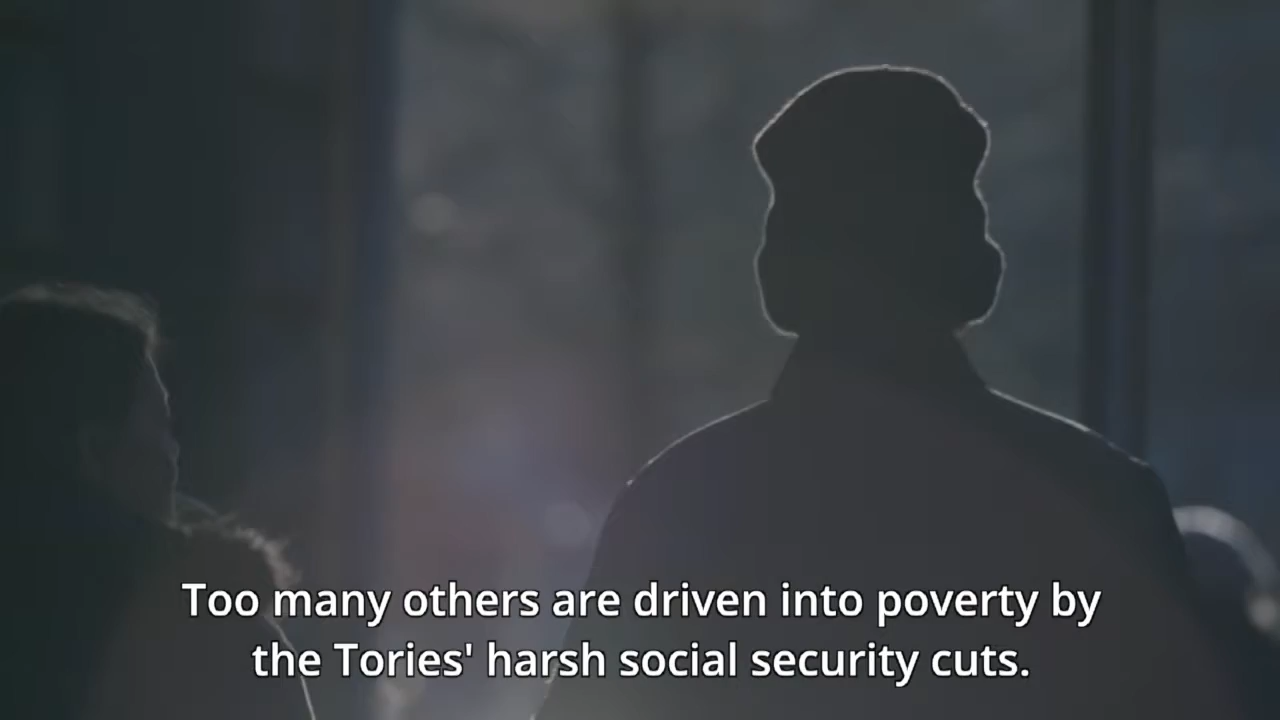 Too many others are driven into poverty by
the Tories' harsh social security cuts.